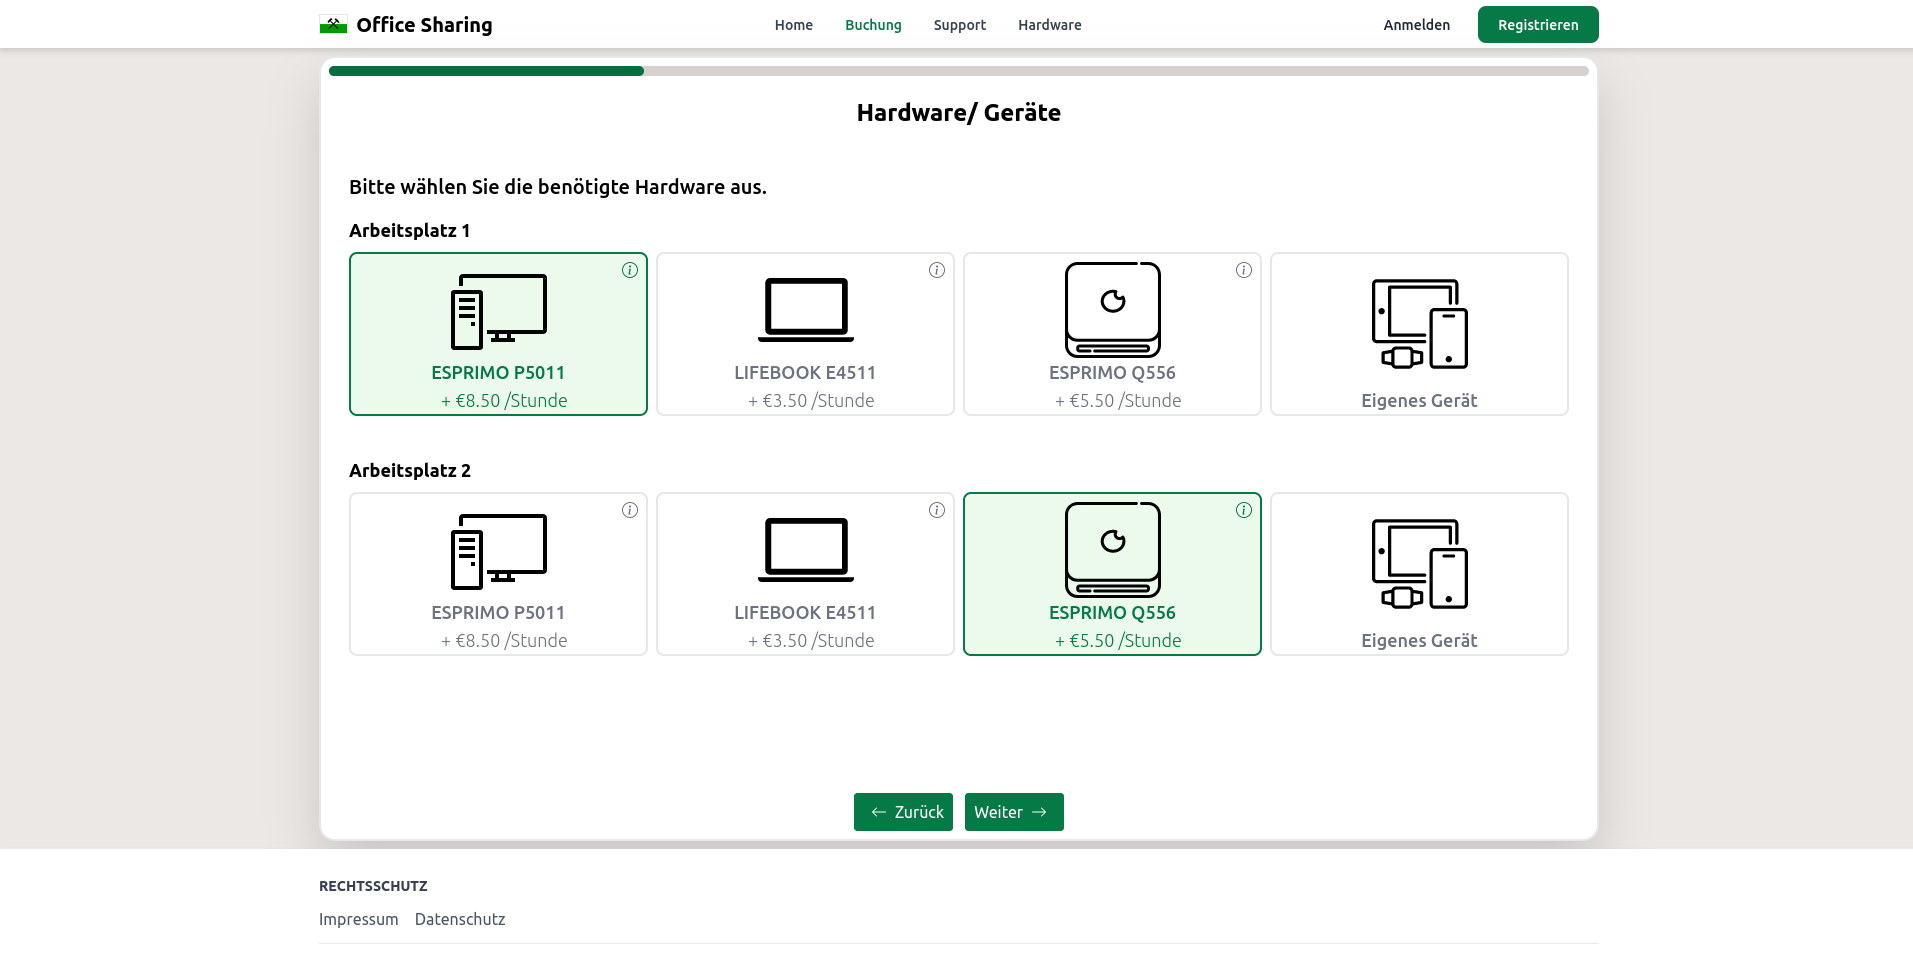 Office Sharing
Home Buchung Support Hardware
Anmelden Registrieren
Hardware/ Geräte
Bitte wählen Sie die benötigte Hardware aus.
Arbeitsplatz 1
ESPRIMO P5011
+ €8.50 /Stunde
LIFEBOOK E4511
+ €3.50 /Stunde
ESPRIMO Q556
+ €5.50 /Stunde
Eigenes Gerät
Arbeitsplatz 2
ESPRIMO P5011
+ €8.50 /Stunde
LIFEBOOK E4511
+ €3.50 /Stunde
ESPRIMO Q556
+ €5.50 /Stunde
Eigenes Gerät
← Zurück
Weiter →
RECHTSSCHUTZ
Impressum Datenschutz